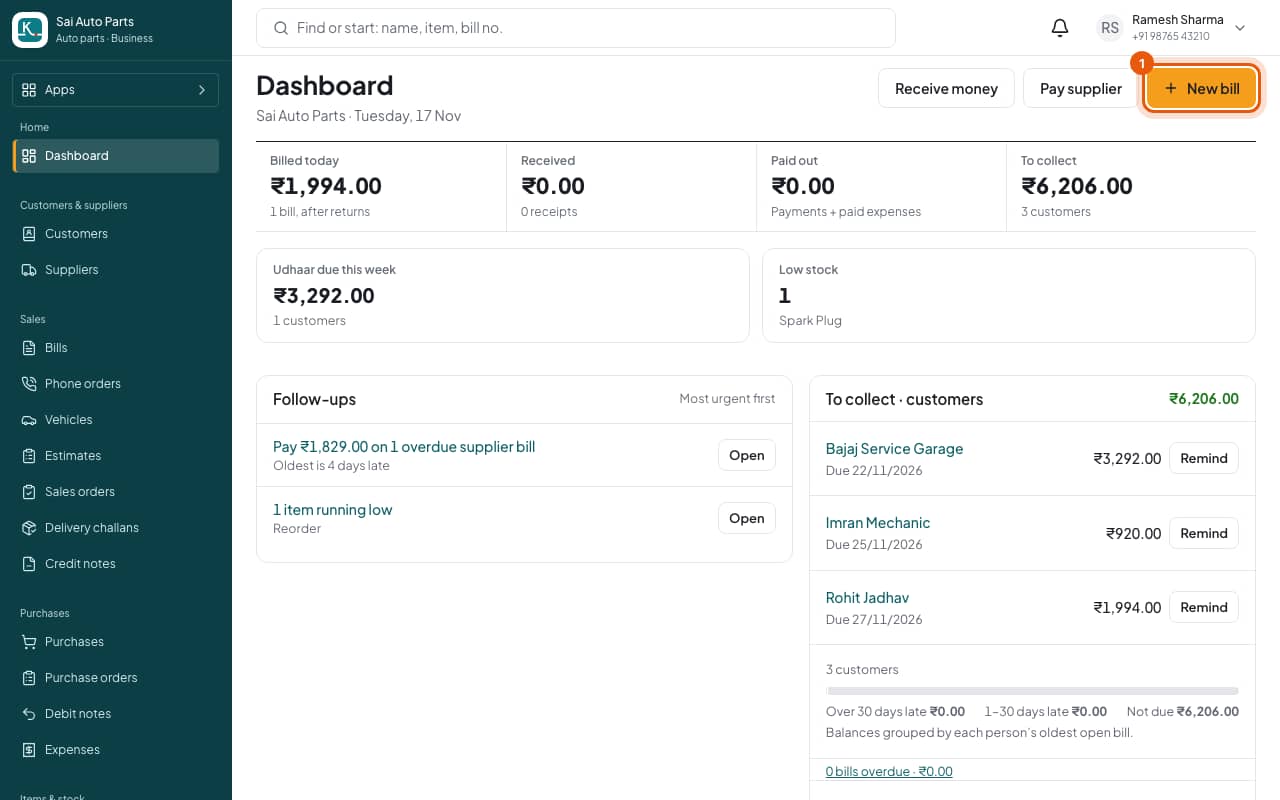 Sai Auto Parts
Auto parts · Business
Apps
Home
Dashboard
Customers & suppliers
Customers
Suppliers
Sales
Bills
Phone orders
Vehicles
Estimates
Sales orders
Delivery challans
Credit notes
Purchases
Purchases
Purchase orders
Debit notes
Expenses
Items & stock
Find or start: name, item, bill no.
RS
Ramesh Sharma
+91 98765 43210
Dashboard
Sai Auto Parts · Tuesday, 17 Nov
Receive money
Pay supplier
1
+ New bill
Billed today
₹1,994.00
1 bill, after returns
Received
₹0.00
0 receipts
Paid out
₹0.00
Payments + paid expenses
To collect
₹6,206.00
3 customers
Udhaar due this week
₹3,292.00
1 customers
Low stock
1
Spark Plug
Follow-ups
Most urgent first
Pay ₹1,829.00 on 1 overdue supplier bill
Oldest is 4 days late
Open
1 item running low
Reorder
Open
To collect · customers
₹6,206.00
Bajaj Service Garage
Due 22/11/2026
₹3,292.00
Remind
Imran Mechanic
Due 25/11/2026
₹920.00
Remind
Rohit Jadhav
Due 27/11/2026
₹1,994.00
Remind
3 customers
Over 30 days late ₹0.00
1–30 days late ₹0.00
Not due ₹6,206.00
Balances grouped by each person's oldest open bill.
0 bills overdue · ₹0.00